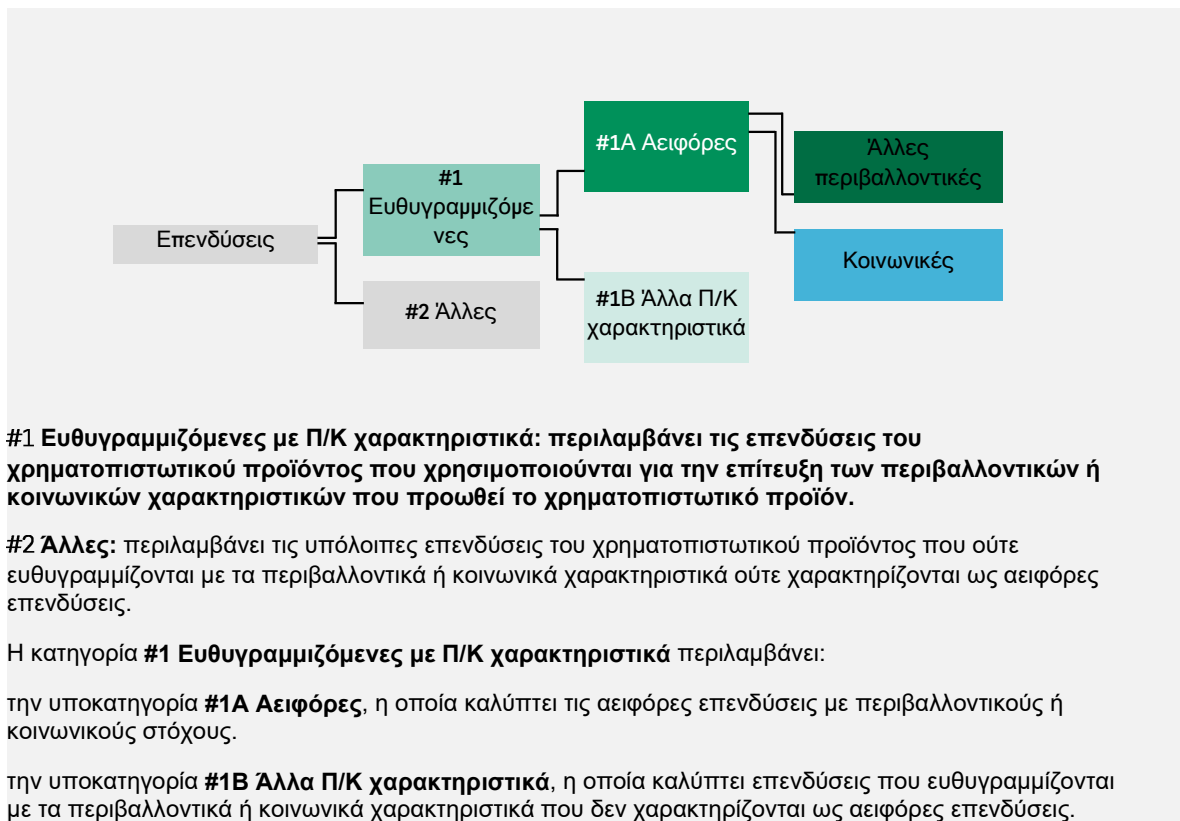 #1Α Αειφόρες
Άλλες
περιβαλλοντικές
#1
Ευθυγραμμιζόμε
νες
Επενδύσεις
Κοινωνικές
#2 Άλλες
#1Β Άλλα Π/Κ
χαρακτηριστικά
#1 Ευθυγραμμιζόμενες με Π/Κ χαρακτηριστικά: περιλαμβάνει τις επενδύσεις του
χρηματοπιστωτικού προϊόντος που χρησιμοποιούνται για την επίτευξη των περιβαλλοντικών ή
κοινωνικών χαρακτηριστικών που προωθεί το χρηματοπιστωτικό προϊόν.
#2 Άλλες: περιλαμβάνει τις υπόλοιπες επενδύσεις του χρηματοπιστωτικού προϊόντος που ούτε
ευθυγραμμίζονται με τα περιβαλλοντικά ή κοινωνικά χαρακτηριστικά ούτε χαρακτηρίζονται ως αειφόρες
επενδύσεις.
Η κατηγορία #1 Ευθυγραμμιζόμενες με Π/Κ χαρακτηριστικά περιλαμβάνει:
την υποκατηγορία #1Α Αειφόρες, η οποία καλύπτει τις αειφόρες επενδύσεις με περιβαλλοντικούς ή
κοινωνικούς στόχους.
την υποκατηγορία #1Β Άλλα Π/Κ χαρακτηριστικά, η οποία καλύπτει επενδύσεις που ευθυγραμμίζονται
με τα περιβαλλοντικά ή κοινωνικά χαρακτηριστικά που δεν χαρακτηρίζονται ως αειφόρες επενδύσεις.